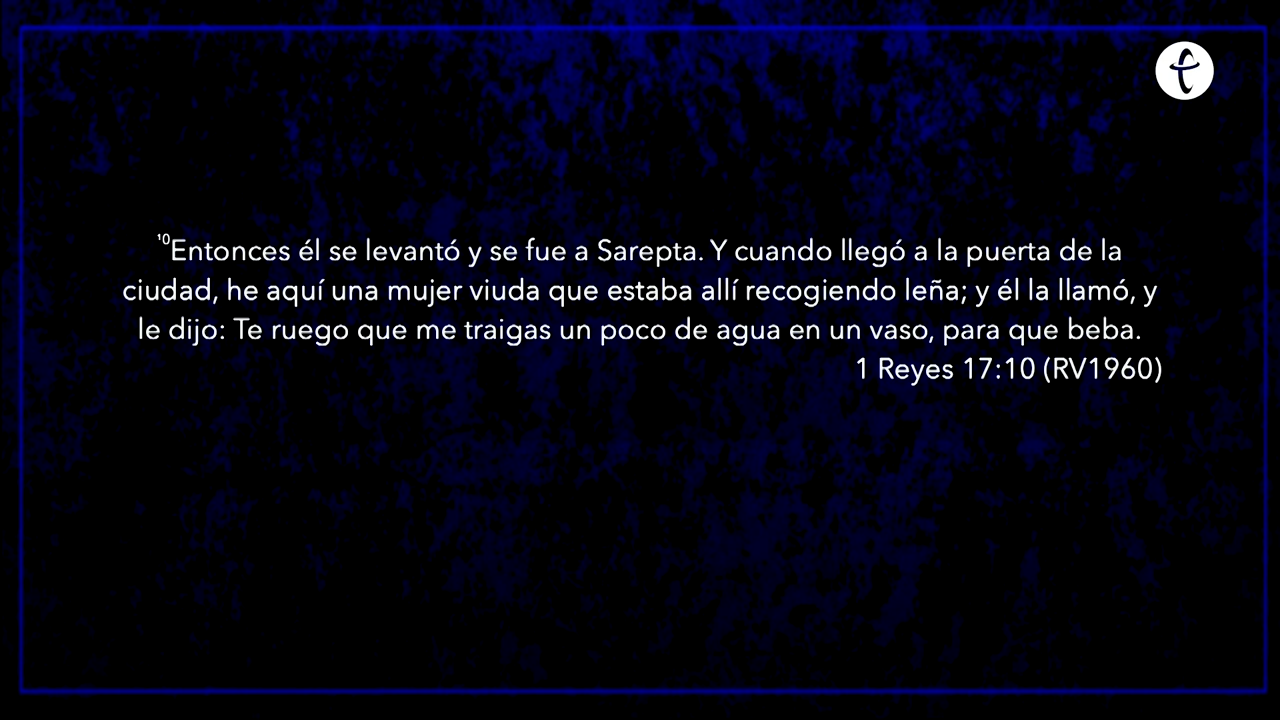 ¹⁰Entonces él se levantó y se fue a Sarepta. Y cuando llegó a la puerta de la
ciudad, he aquí una mujer viuda que estaba allí recogiendo leña; y él la llamó, y
le dijo: Te ruego que me traigas un poco de agua en un vaso, para que beba.
1 Reyes 17:10 (RV1960)